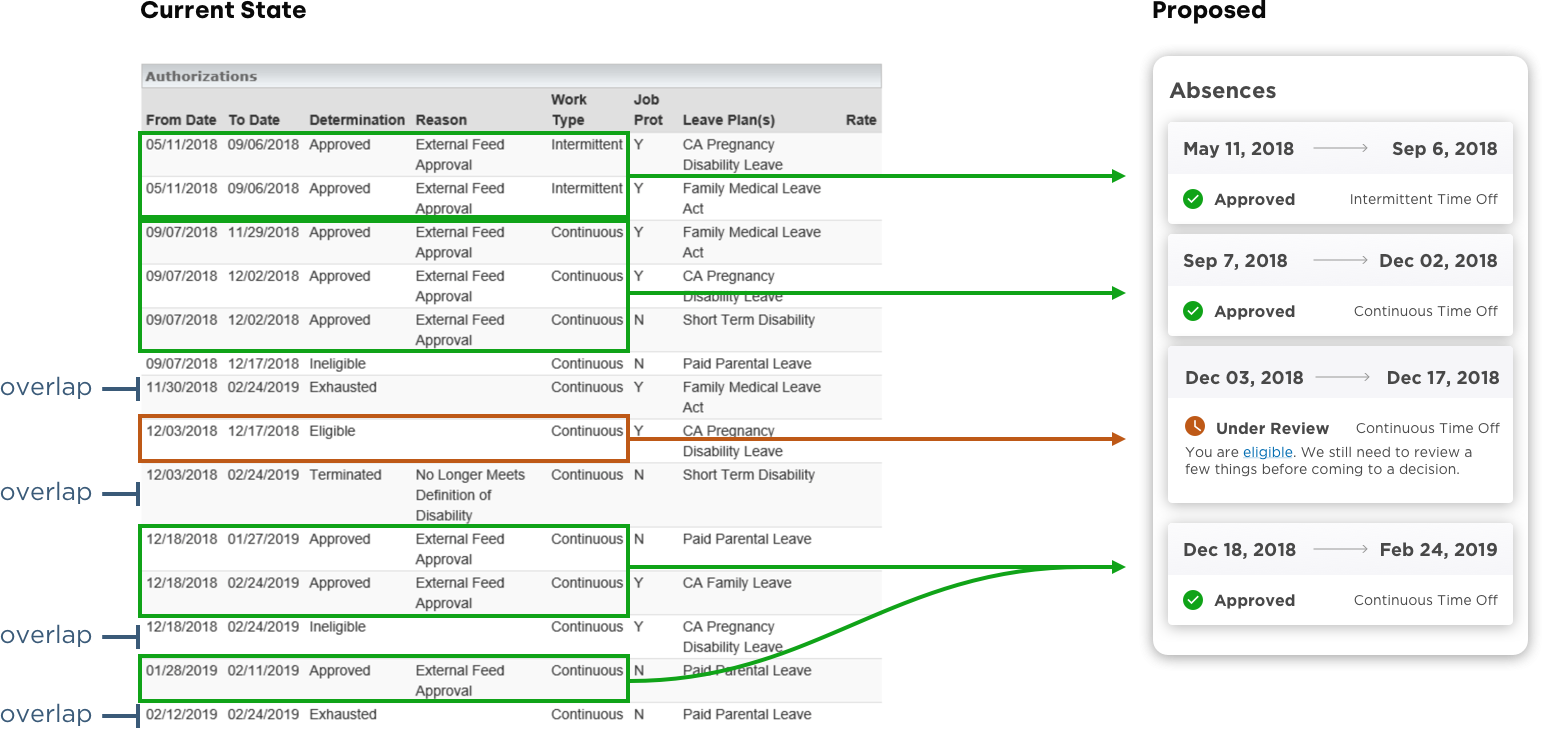 Current State
Proposed
Authorizations
Work Job
From Date To Date Determination Reason Type Prot Leave Plan(s) Rate
05/11/2018 09/06/2018 Approved External Feed Intermittent Y CA Pregnancy
Approval Disability Leave
05/11/2018 09/06/2018 Approved External Feed Intermittent Y Family Medical Leave
Approval Act
09/07/2018 11/29/2018 Approved External Feed Continuous Y Family Medical Leave
Approval Act
09/07/2018 12/02/2018 Approved External Feed Continuous Y CA Pregnancy
Approval Disability Leave
09/07/2018 12/02/2018 Approved External Feed Continuous N Short Term Disability
Approval
09/07/2018 12/17/2018 Ineligible Continuous N Paid Parental Leave
overlap 11/30/2018 02/24/2019 Exhausted Continuous Y Family Medical Leave
Act
12/03/2018 12/17/2018 Eligible Continuous Y CA Pregnancy
Disability Leave
12/03/2018 02/24/2019 Terminated No Longer Meets Continuous N Short Term Disability
overlap Definition of
Disability
12/18/2018 01/27/2019 Approved External Feed Continuous N Paid Parental Leave
Approval
12/18/2018 02/24/2019 Approved External Feed Continuous Y CA Family Leave
Approval
overlap 12/18/2018 02/24/2019 Ineligible Continuous Y CA Pregnancy
Disability Leave
01/28/2019 02/11/2019 Approved External Feed Continuous N Paid Parental Leave
Approval
overlap 02/12/2019 02/24/2019 Exhausted Continuous N Paid Parental Leave
Absences
May 11, 2018 Sep 6, 2018
Approved Intermittent Time Off
Sep 7, 2018 Dec 02, 2018
Approved Continuous Time Off
Dec 03, 2018 Dec 17, 2018
Under Review Continuous Time Off
You are eligible. We still need to review a
few things before coming to a decision.
Dec 18, 2018 Feb 24, 2019
Approved Continuous Time Off